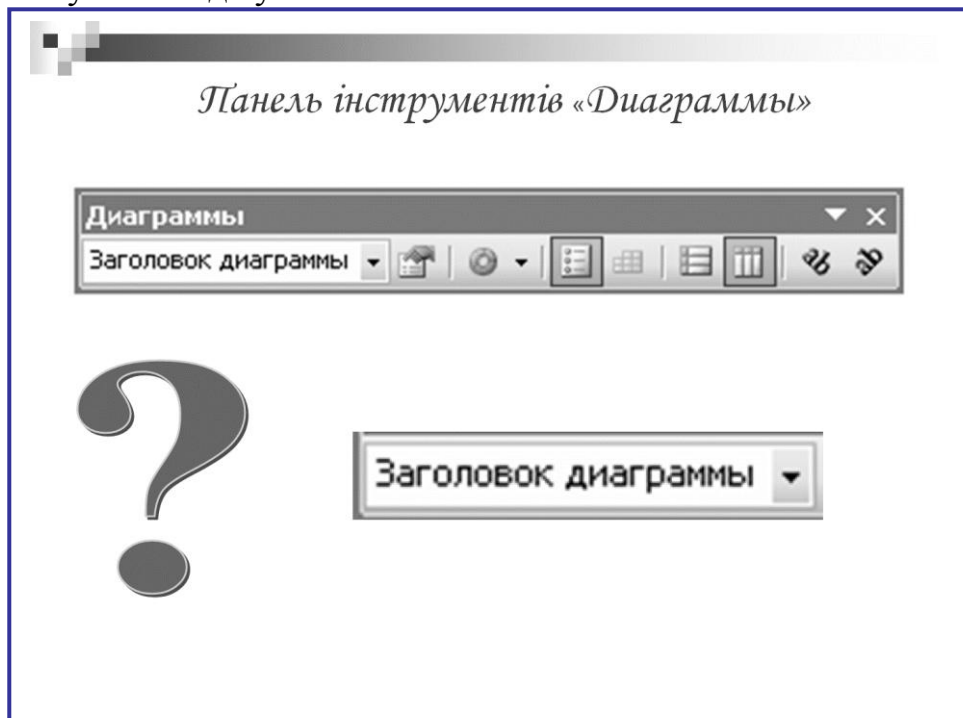 Панель інструментів «Диаграммы»
Диаграммы
Заголовок диаграммы
?
Заголовок диаграммы